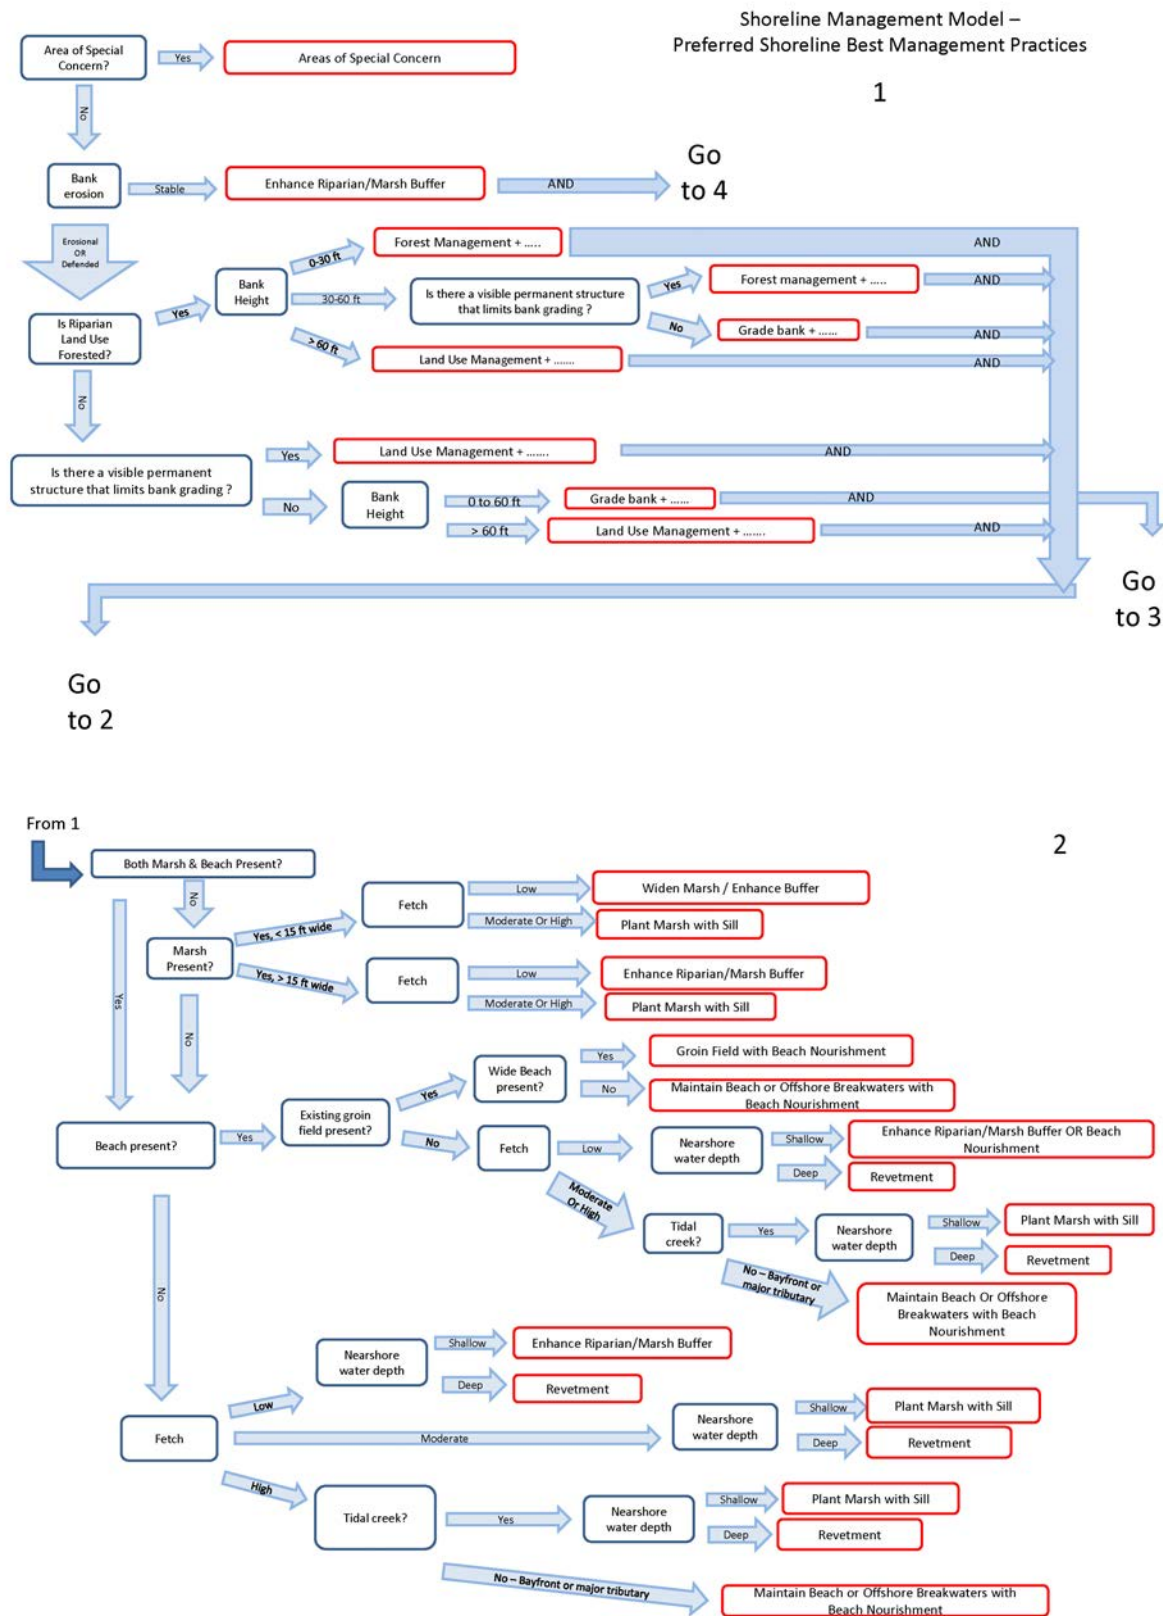 Shoreline Management Model –
Preferred Shoreline Best Management Practices
1
Area of Special
Concern?
Yes
Areas of Special Concern
No
Bank
erosion
Stable
Enhance Riparian/Marsh Buffer
AND
Go
to 4
Erosional
OR
Defended
Is Riparian
Land Use
Forested?
Yes
Bank
Height
0-30 ft
Forest Management + .....
AND
30-60 ft
Is there a visible permanent structure
that limits bank grading ?
Yes
Forest management + .....
AND
No
Grade bank + ......
AND
> 60 ft
Land Use Management + .......
AND
No
Is there a visible permanent
structure that limits bank grading ?
Yes
Land Use Management + .......
AND
No
Bank
Height
0 to 60 ft
Grade bank + ......
AND
> 60 ft
Land Use Management + .......
AND
Go
to 3
Go
to 2
From 1
2
Both Marsh & Beach Present?
No
Yes
Marsh
Present?
Yes, < 15 ft wide
Fetch
Low
Widen Marsh / Enhance Buffer
Moderate Or High
Plant Marsh with Sill
Yes, > 15 ft wide
Fetch
Low
Enhance Riparian/Marsh Buffer
Moderate Or High
Plant Marsh with Sill
No
Beach present?
Yes
Existing groin
field present?
Yes
Wide Beach
present?
Yes
Groin Field with Beach Nourishment
No
Maintain Beach or Offshore Breakwaters with
Beach Nourishment
No
Fetch
Low
Nearshore
water depth
Shallow
Enhance Riparian/Marsh Buffer OR Beach
Nourishment
Deep
Revetment
Moderate
Or High
Tidal
creek?
Yes
Nearshore
water depth
Shallow
Plant Marsh with Sill
Deep
Revetment
No – Bayfront or
major tributary
Maintain Beach Or Offshore
Breakwaters with Beach
Nourishment
No
Fetch
Low
Nearshore
water depth
Shallow
Enhance Riparian/Marsh Buffer
Deep
Revetment
Moderate
Nearshore
water depth
Shallow
Plant Marsh with Sill
Deep
Revetment
High
Tidal creek?
Yes
Nearshore
water depth
Shallow
Plant Marsh with Sill
Deep
Revetment
No – Bayfront or major tributary
Maintain Beach or Offshore Breakwaters with
Beach Nourishment